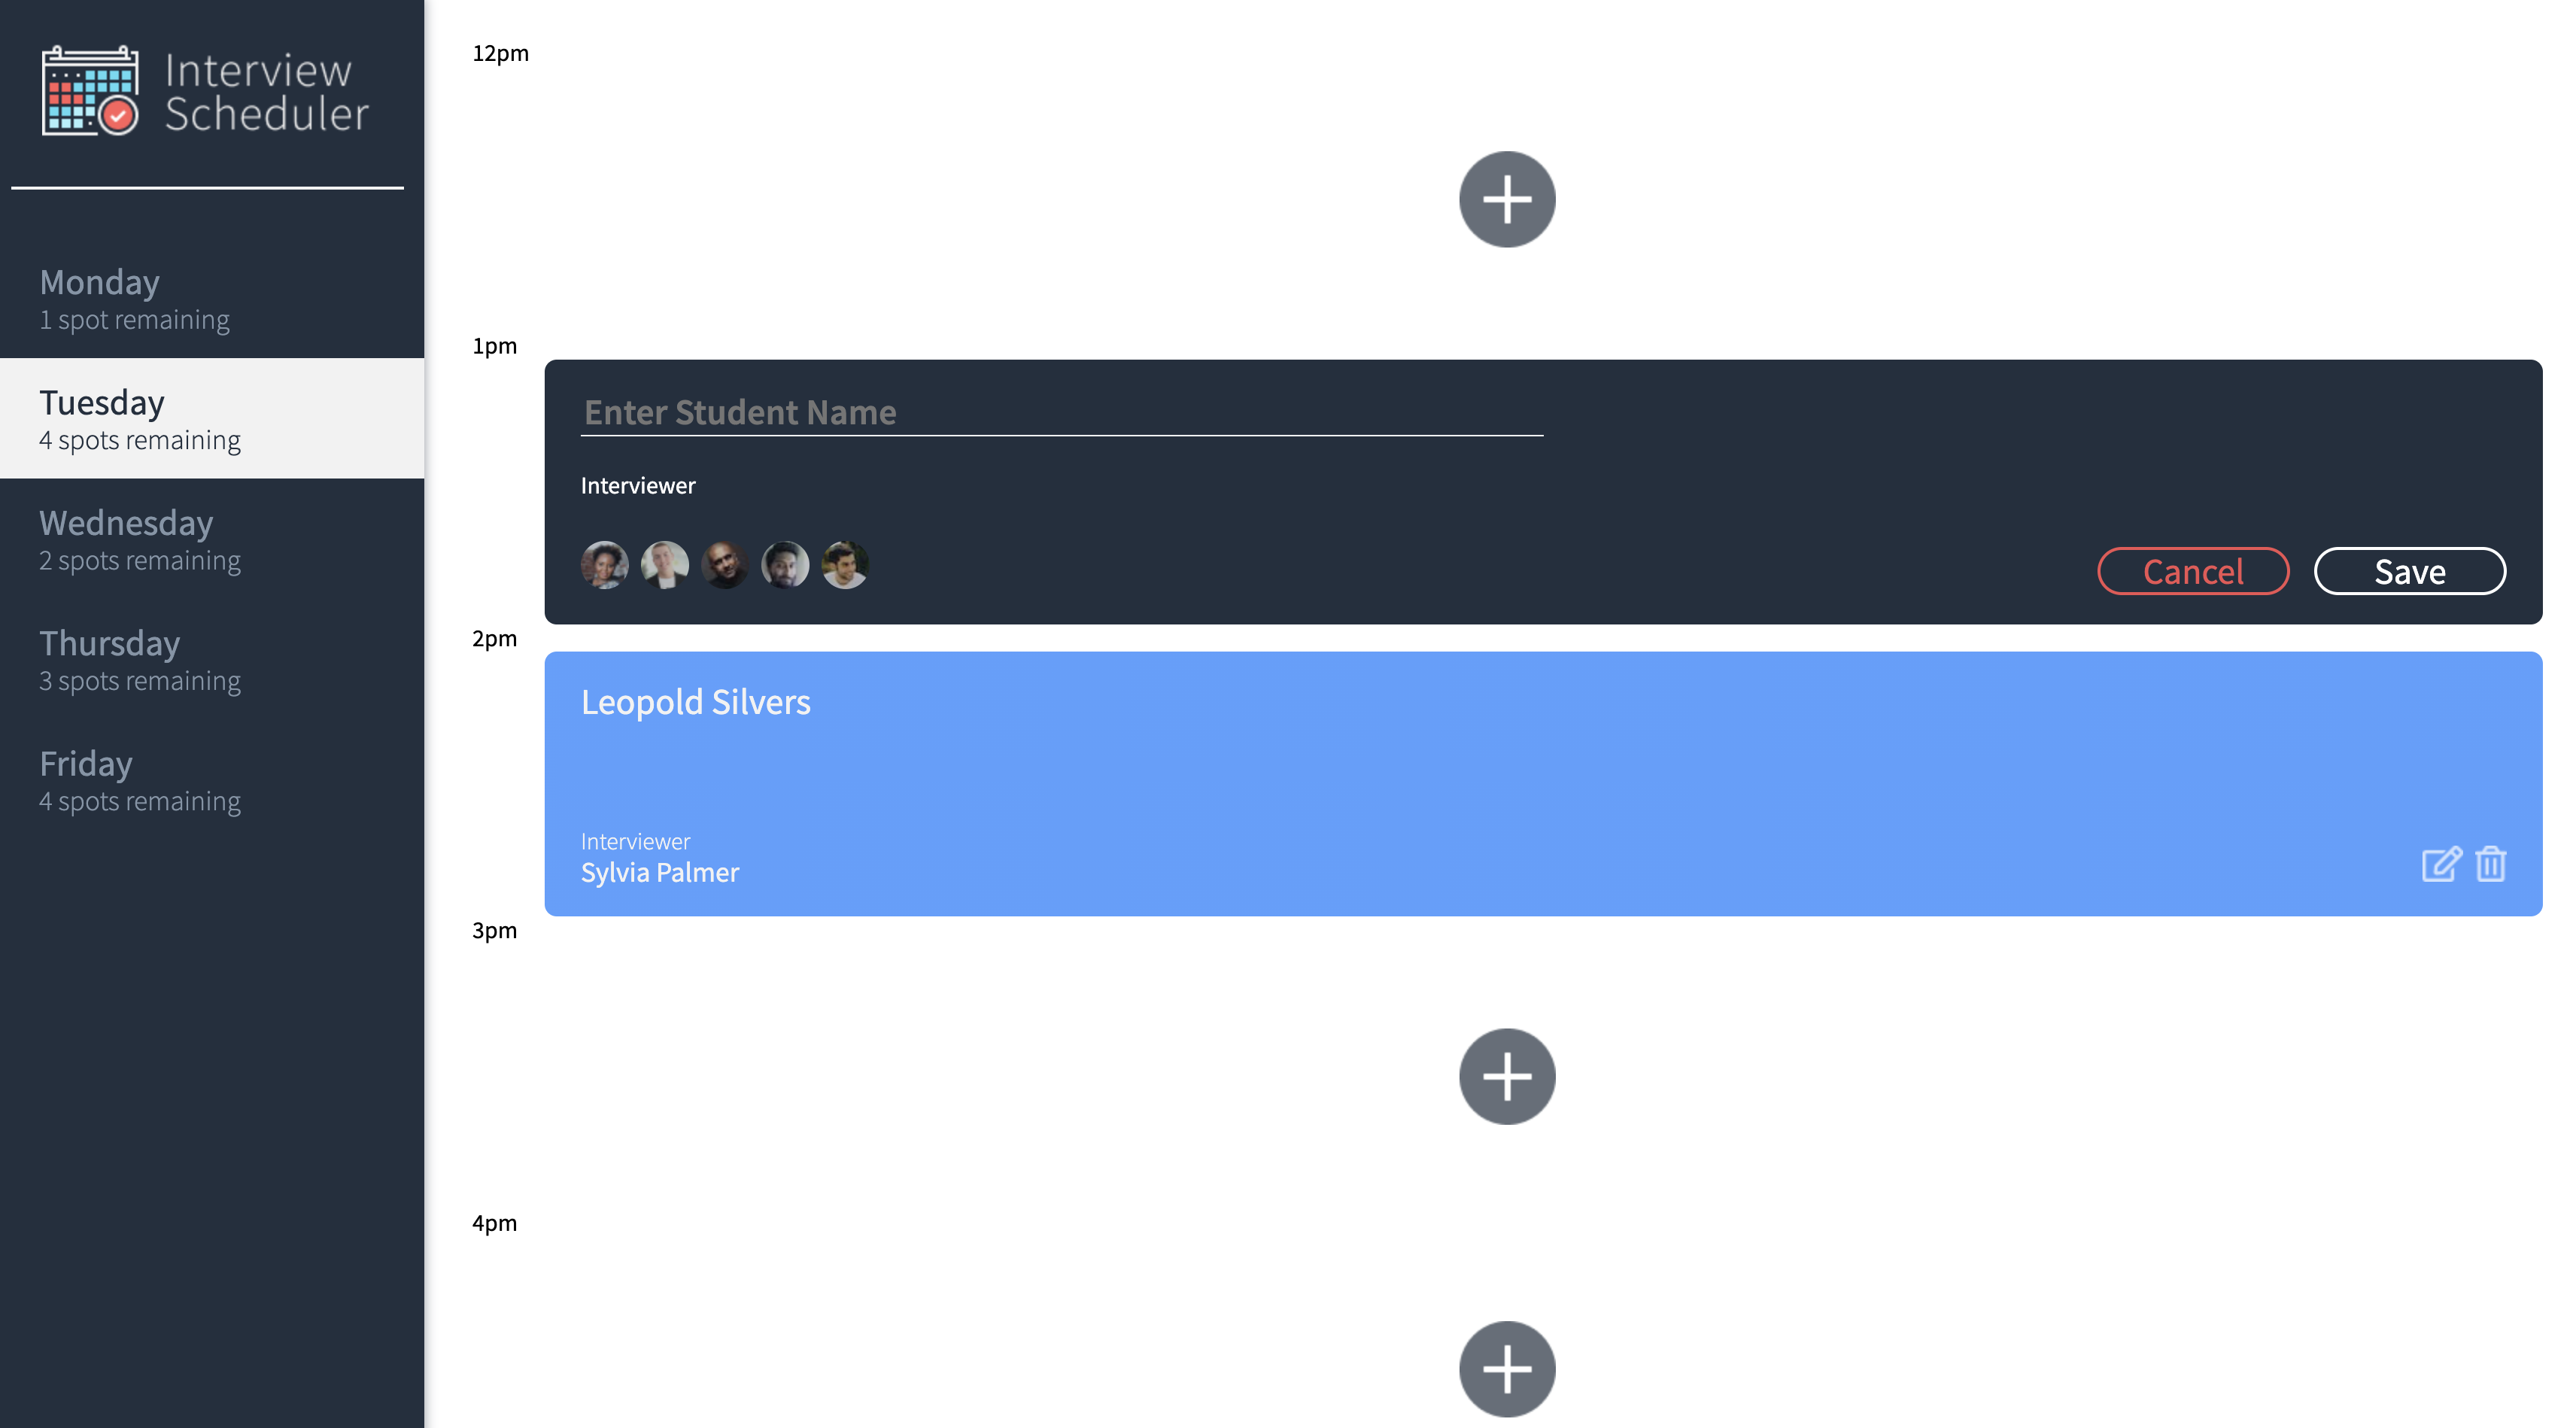 Interview
Scheduler
Monday
1 spot remaining
Tuesday
4 spots remaining
Wednesday
2 spots remaining
Thursday
3 spots remaining
Friday
4 spots remaining
12pm
1pm
Enter Student Name
Interviewer
Cancel
Save
2pm
Leopold Silvers
Interviewer
Sylvia Palmer
3pm
4pm